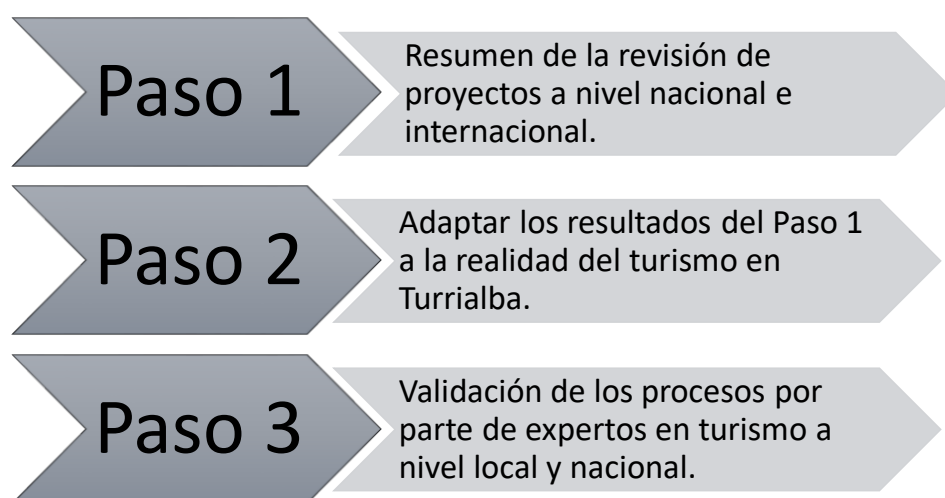 Paso 1
Resumen de la revisión de
proyectos a nivel nacional e
internacional.
Paso 2
Adaptar los resultados del Paso 1
a la realidad del turismo en
Turrialba.
Paso 3
Validación de los procesos por
parte de expertos en turismo a
nivel local y nacional.